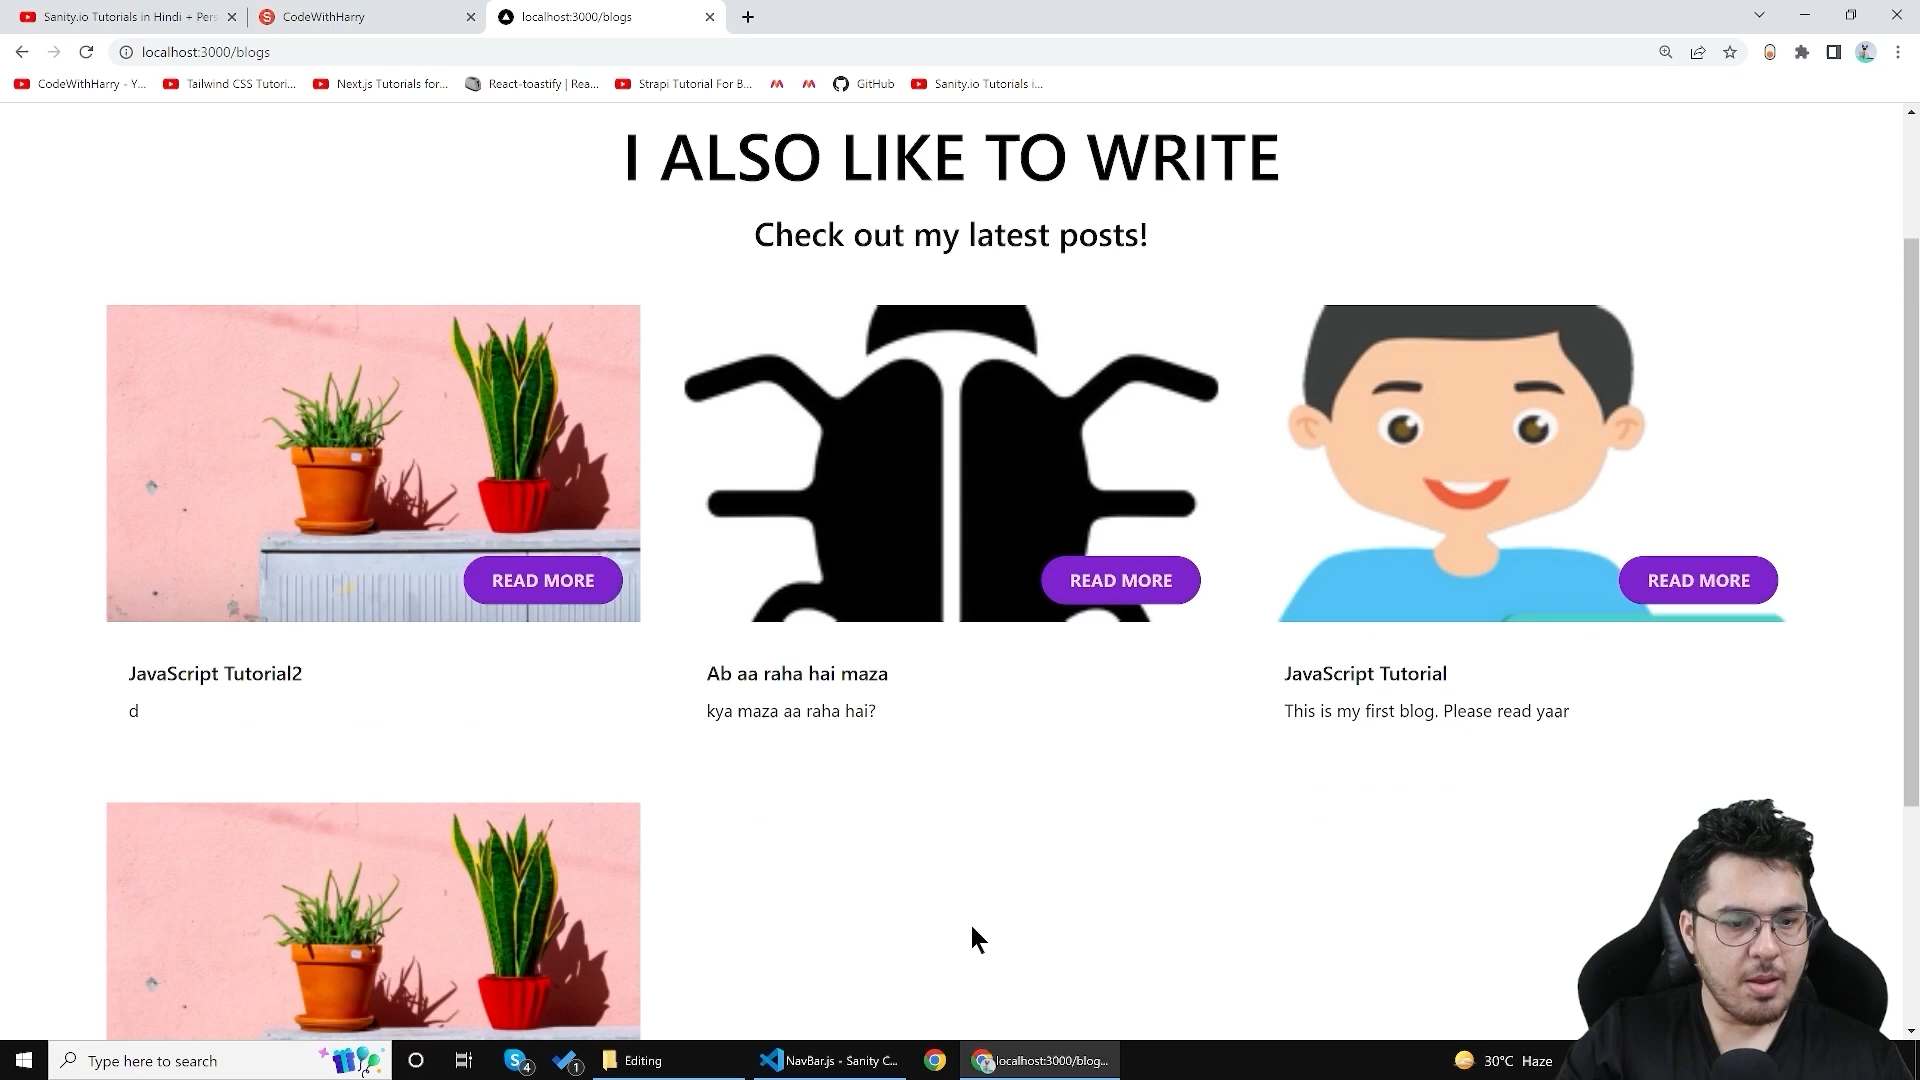 Sanity.io Tutorials in Hindi + Pers
CodeWithHarry
localhost:3000/blogs
localhost:3000/blogs
CodeWithHarry - Y...
Tailwind CSS Tutori...
Next.js Tutorials for...
React-toastify | Rea...
Strapi Tutorial For B...
GitHub
Sanity.io Tutorials i...
I ALSO LIKE TO WRITE
Check out my latest posts!
READ MORE
READ MORE
READ MORE
JavaScript Tutorial2
Ab aa raha hai maza
JavaScript Tutorial
d
kya maza aa raha hai?
This is my first blog. Please read yaar
Type here to search
4
1
Editing
NavBar.js - Sanity C...
localhost:3000/blog...
30°C Haze